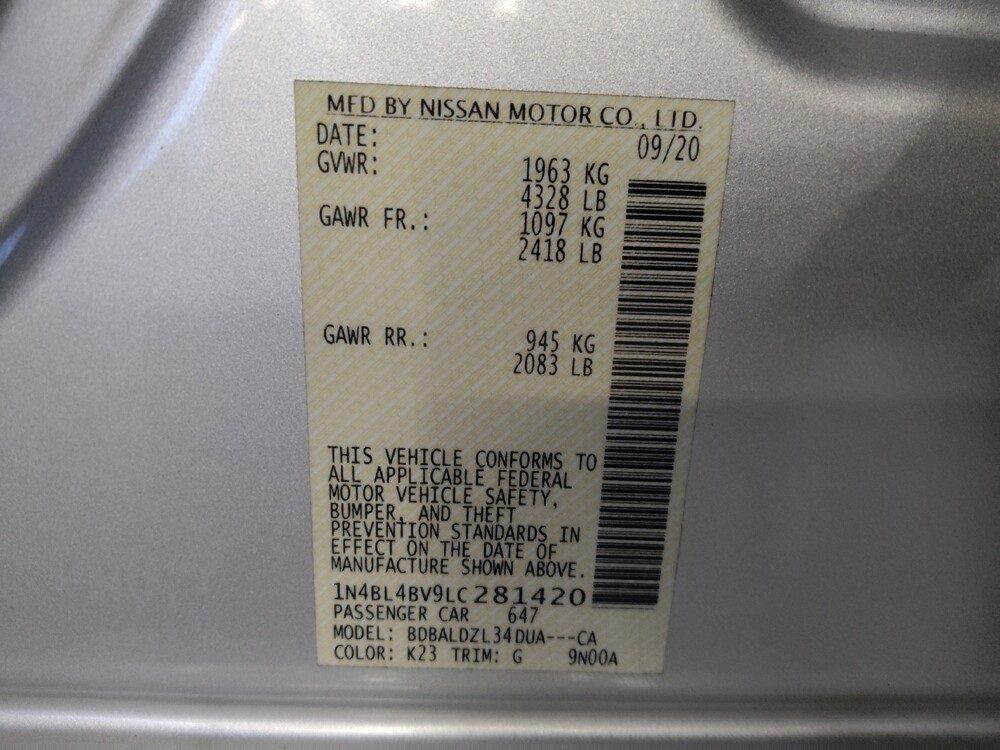 MFD BY NISSAN MOTOR CO., LTD.
DATE: 09/20
GVWR: 1963 KG
4328 LB
GAWR FR.: 1097 KG
2418 LB
GAWR RR.: 945 KG
2083 LB
THIS VEHICLE CONFORMS TO
ALL APPLICABLE FEDERAL
MOTOR VEHICLE SAFETY,
BUMPER, AND THEFT
PREVENTION STANDARDS IN
EFFECT ON THE DATE OF
MANUFACTURE SHOWN ABOVE.
1N4BL4BV9LC281420
PASSENGER CAR 647
MODEL: BDBALDZL34DUA---CA
COLOR: K23 TRIM: G 9N00A